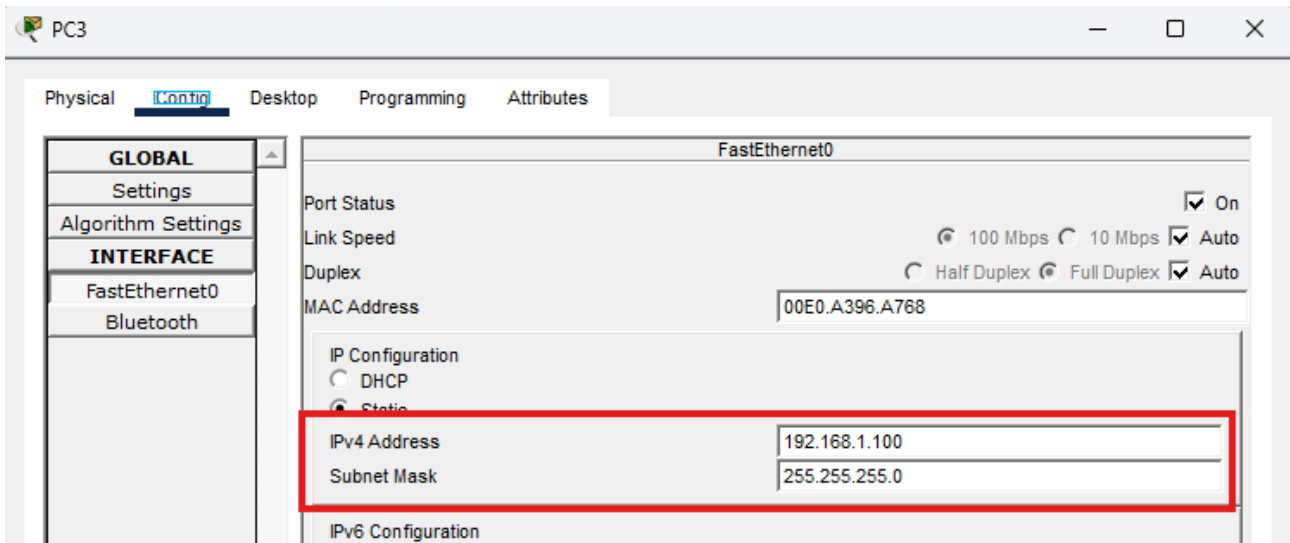 PC3
Physical Config Desktop Programming Attributes
GLOBAL
Settings
Algorithm Settings
INTERFACE
FastEthernet0
Bluetooth
FastEthernet0
Port Status On
Link Speed 100 Mbps 10 Mbps Auto
Duplex Half Duplex Full Duplex Auto
MAC Address 00E0.A396.A768
IP Configuration
DHCP
Static
IPv4 Address 192.168.1.100
Subnet Mask 255.255.255.0
IPv6 Configuration